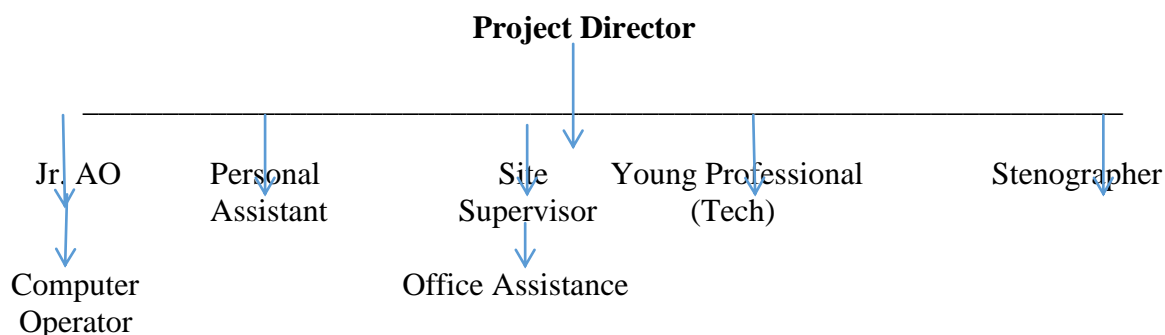 Project Director
Jr. AO Personal Site Young Professional Stenographer
Assistant Supervisor (Tech)
Computer Office Assistance
Operator